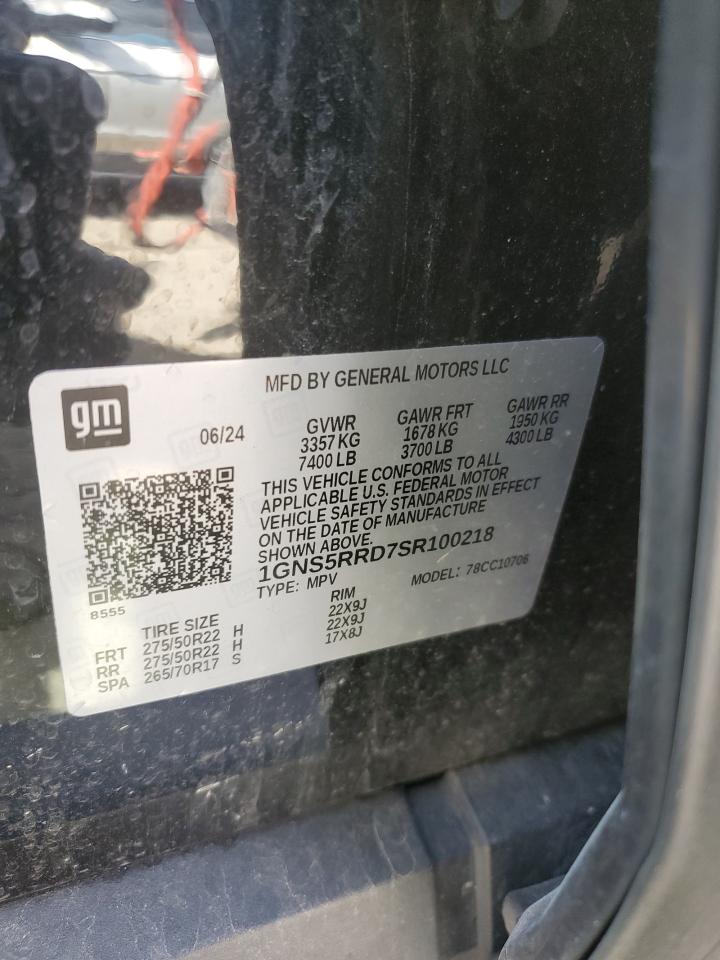 MFD BY GENERAL MOTORS LLC
gm
06/24
GVWR
3357 KG
7400 LB
GAWR FRT
1678 KG
3700 LB
GAWR RR
1950 KG
4300 LB
THIS VEHICLE CONFORMS TO ALL
APPLICABLE U.S. FEDERAL MOTOR
VEHICLE SAFETY STANDARDS IN EFFECT
ON THE DATE OF MANUFACTURE
SHOWN ABOVE.
1GNS5RRD7SR100218
TYPE: MPV
MODEL: 78CC10706
8555
TIRE SIZE
RIM
FRT 275/50R22 H 22X9J
RR 275/50R22 H 22X9J
SPA 265/70R17 S 17X8J